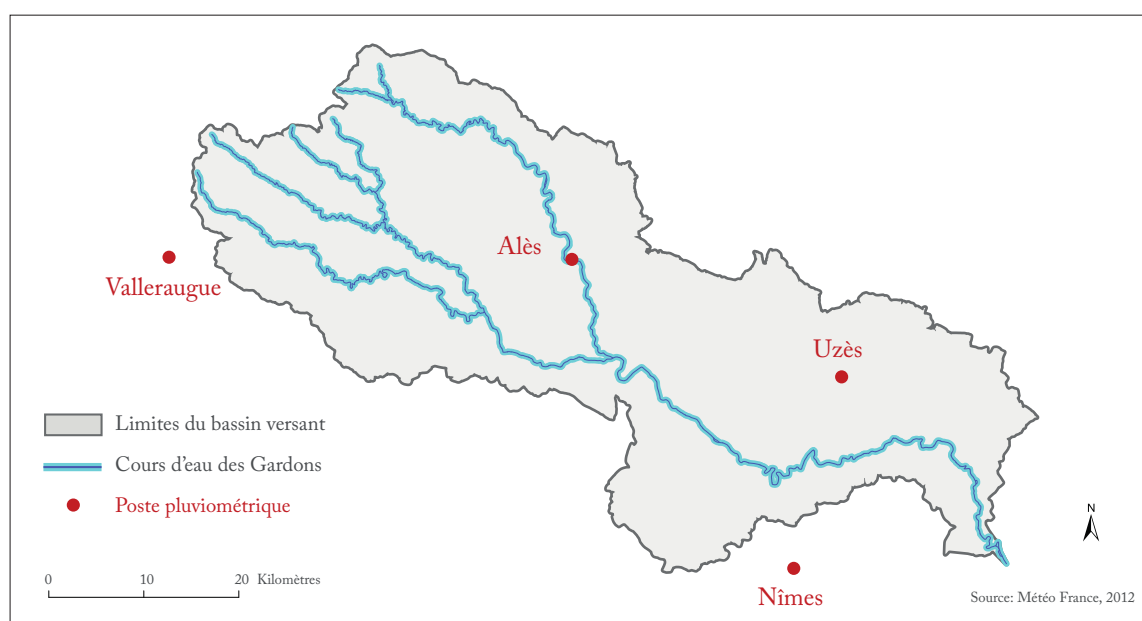 Alès
Valleraugue
Uzès
Limites du bassin versant
Cours d'eau des Gardons
Poste pluviométrique
N
0 10 20 Kilomètres
Nîmes
Source: Météo France, 2012